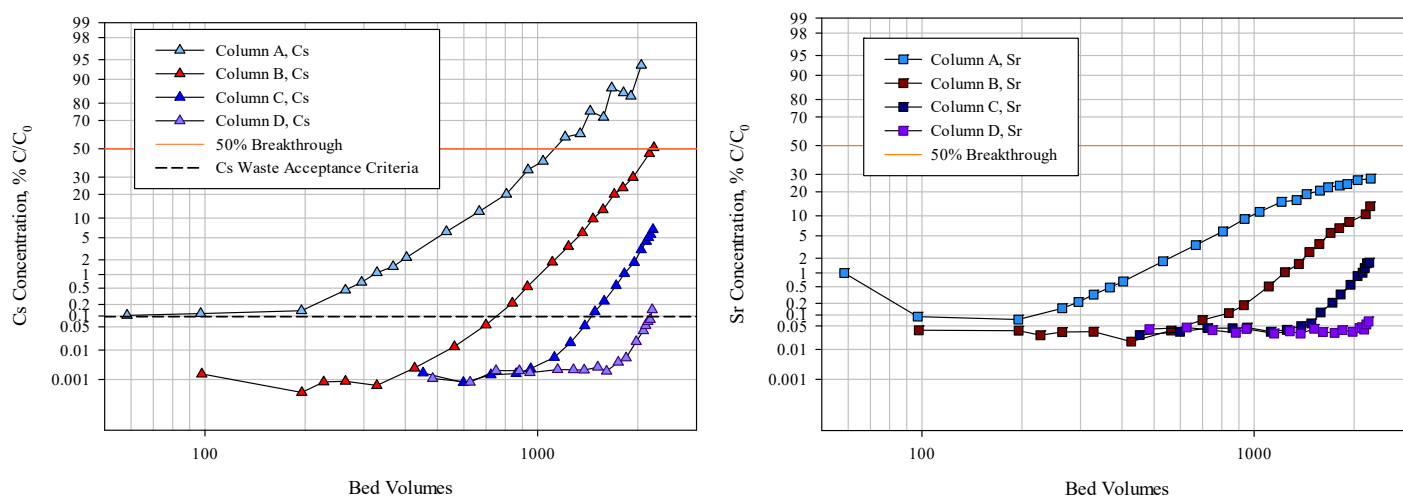 Cs Concentration, % C/C0
99
98
95
90
80
70
50
30
20
10
5
2
1
0.5
0.2
0.1
0.05
0.01
0.001
Column A, Cs
Column B, Cs
Column C, Cs
Column D, Cs
50% Breakthrough
Cs Waste Acceptance Criteria
100
1000
Bed Volumes
Sr Concentration, % C/C0
99
98
95
90
80
70
50
30
20
10
5
2
1
0.5
0.2
0.1
0.05
0.01
0.001
Column A, Sr
Column B, Sr
Column C, Sr
Column D, Sr
50% Breakthrough
100
1000
Bed Volumes